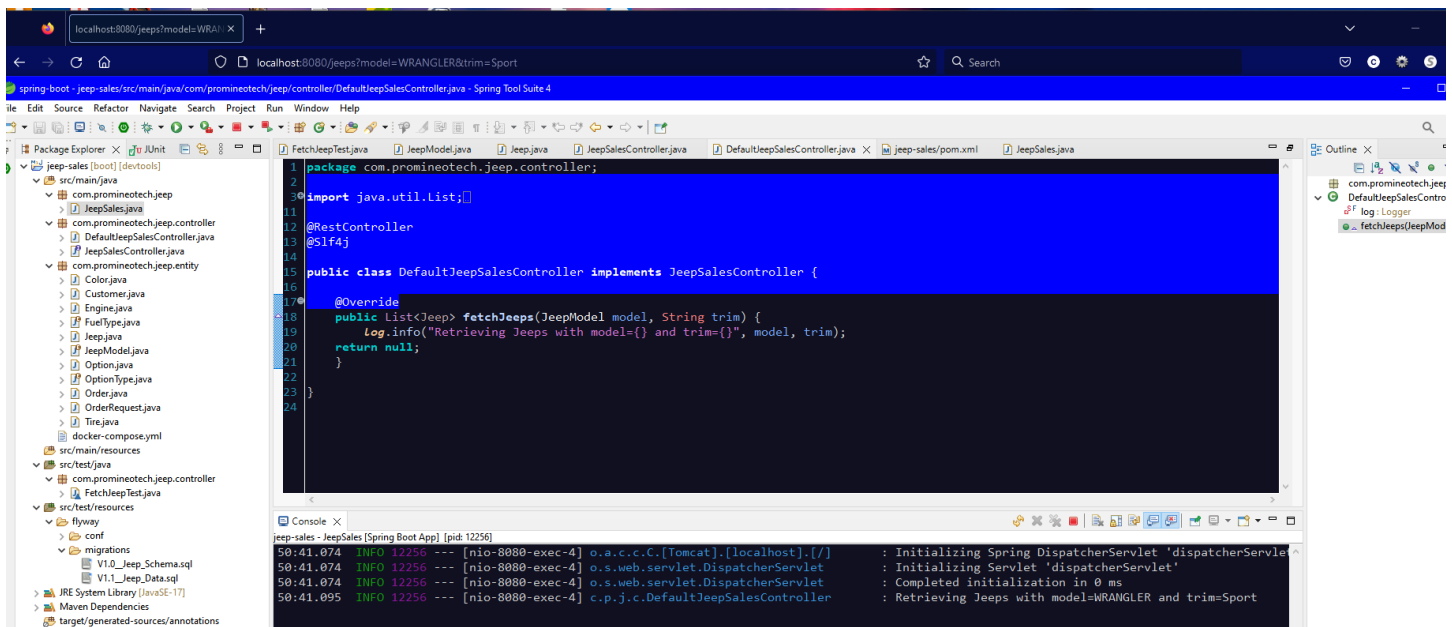 localhost:8080/jeeps?model=WRAN
localhost:8080/jeeps?model=WRANGLER&trim=Sport
Search
spring-boot - jeep-sales/src/main/java/com/promineotech/jeep/controller/DefaultJeepSalesController.java - Spring Tool Suite 4
ile Edit Source Refactor Navigate Search Project Run Window Help
Package Explorer
JUnit
FetchJeepTest.java
JeepModel.java
Jeep.java
JeepSalesController.java
DefaultJeepSalesController.java
jeep-sales/pom.xml
JeepSales.java
Outline
jeep-sales [boot] [devtools]
src/main/java
com.promineotech.jeep
JeepSales.java
com.promineotech.jeep.controller
DefaultJeepSalesController.java
JeepSalesController.java
com.promineotech.jeep.entity
Color.java
Customer.java
Engine.java
FuelType.java
Jeep.java
JeepModel.java
Option.java
OptionType.java
Order.java
OrderRequest.java
Tire.java
docker-compose.yml
src/main/resources
src/test/java
com.promineotech.jeep.controller
FetchJeepTest.java
src/test/resources
flyway
conf
migrations
V1.0__Jeep_Schema.sql
V1.1__Jeep_Data.sql
JRE System Library [JavaSE-17]
Maven Dependencies
target/generated-sources/annotations
1 package com.promineotech.jeep.controller;
2
3 import java.util.List;
11
12 @RestController
13 @Slf4j
14
15 public class DefaultJeepSalesController implements JeepSalesController {
16
17 @Override
18 public List<Jeep> fetchJeeps(JeepModel model, String trim) {
19 log.info("Retrieving Jeeps with model={} and trim={}", model, trim);
20 return null;
21 }
22
23 }
24
com.promineotech.jeep
DefaultJeepSalesContro
log : Logger
fetchJeeps(JeepMod
Console
jeep-sales - JeepSales [Spring Boot App] [pid: 12256]
50:41.074 INFO 12256 --- [nio-8080-exec-4] o.a.c.c.C.[Tomcat].[localhost].[/] : Initializing Spring DispatcherServlet 'dispatcherServlet
50:41.074 INFO 12256 --- [nio-8080-exec-4] o.s.web.servlet.DispatcherServlet : Initializing Servlet 'dispatcherServlet'
50:41.074 INFO 12256 --- [nio-8080-exec-4] o.s.web.servlet.DispatcherServlet : Completed initialization in 0 ms
50:41.095 INFO 12256 --- [nio-8080-exec-4] c.p.j.c.DefaultJeepSalesController : Retrieving Jeeps with model=WRANGLER and trim=Sport